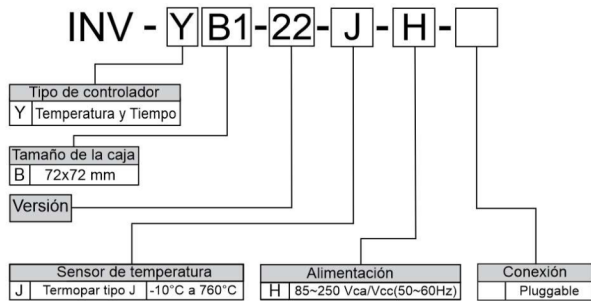 INV - Y B1 - 22 - J - H -
Tipo de controlador
Y Temperatura y Tiempo
Tamaño de la caja
B 72x72 mm
Versión
Sensor de temperatura
J Termopar tipo J -10°C a 760°C
Alimentación
H 85~250 Vca/Vcc(50~60Hz)
Conexión
Pluggable